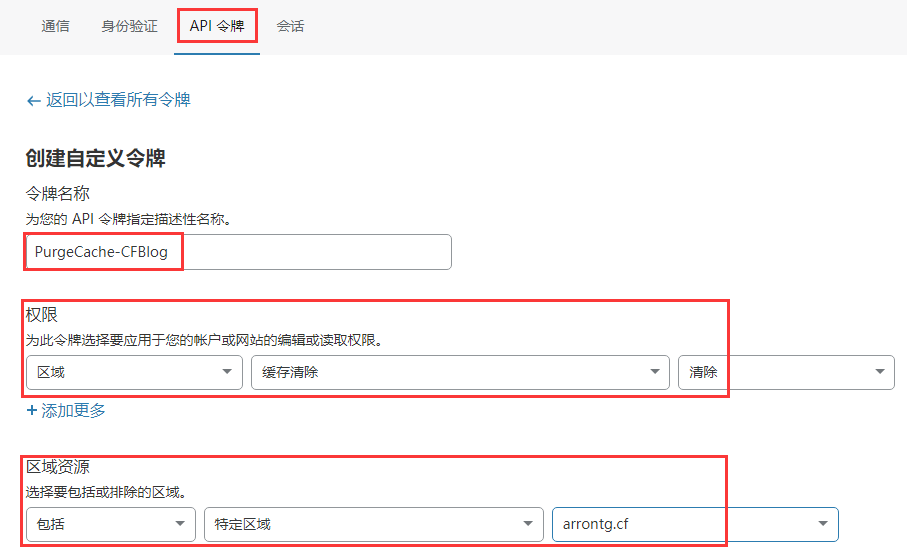 通信 身份验证 API 令牌 会话
← 返回以查看所有令牌
创建自定义令牌
令牌名称
为您的 API 令牌指定描述性名称。
PurgeCache-CFBlog
权限
为此令牌选择要应用于您的帐户或网站的编辑或读取权限。
区域 缓存清除 清除
+ 添加更多
区域资源
选择要包括或排除的区域。
包括 特定区域 arrontg.cf